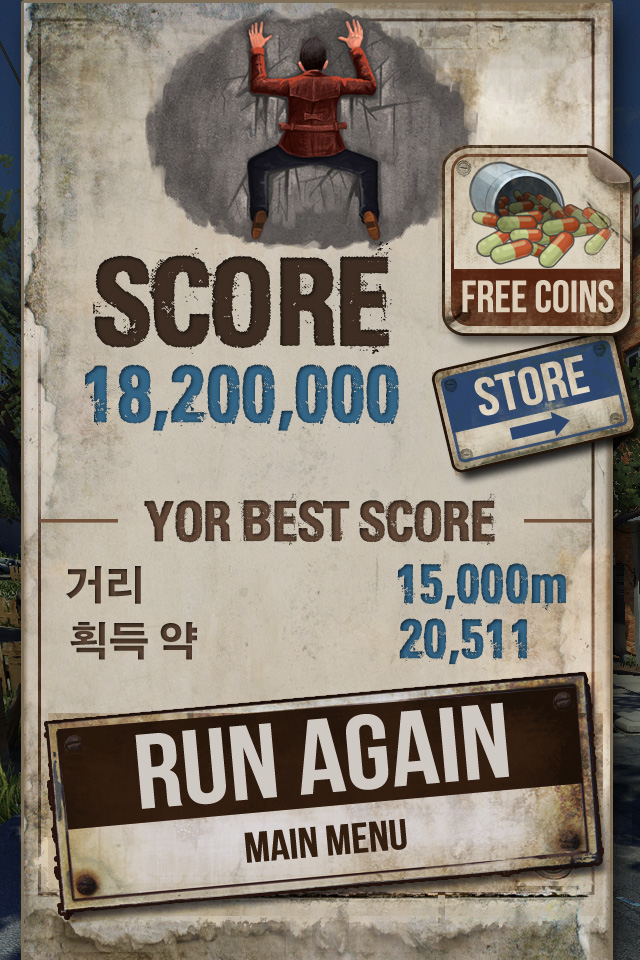 SCORE
18,200,000
FREE COINS
STORE
YOR BEST SCORE
거리 15,000m
획득 약 20,511
RUN AGAIN
MAIN MENU